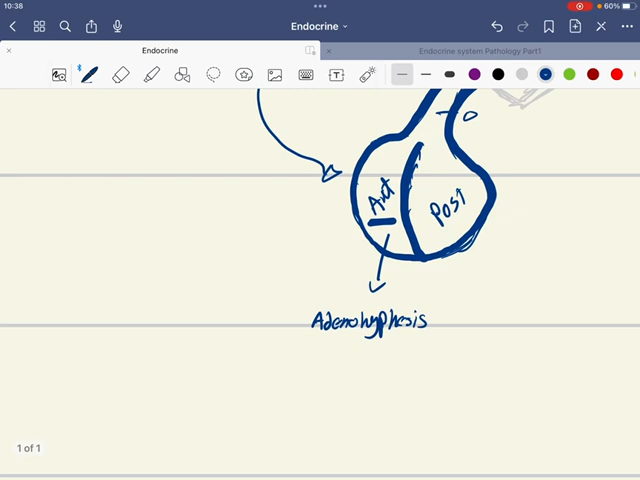 10:38
60%
Endocrine
Endocrine
Endocrine system Pathology Part1
Ant
Post
Adenohyphesis
1 of 1